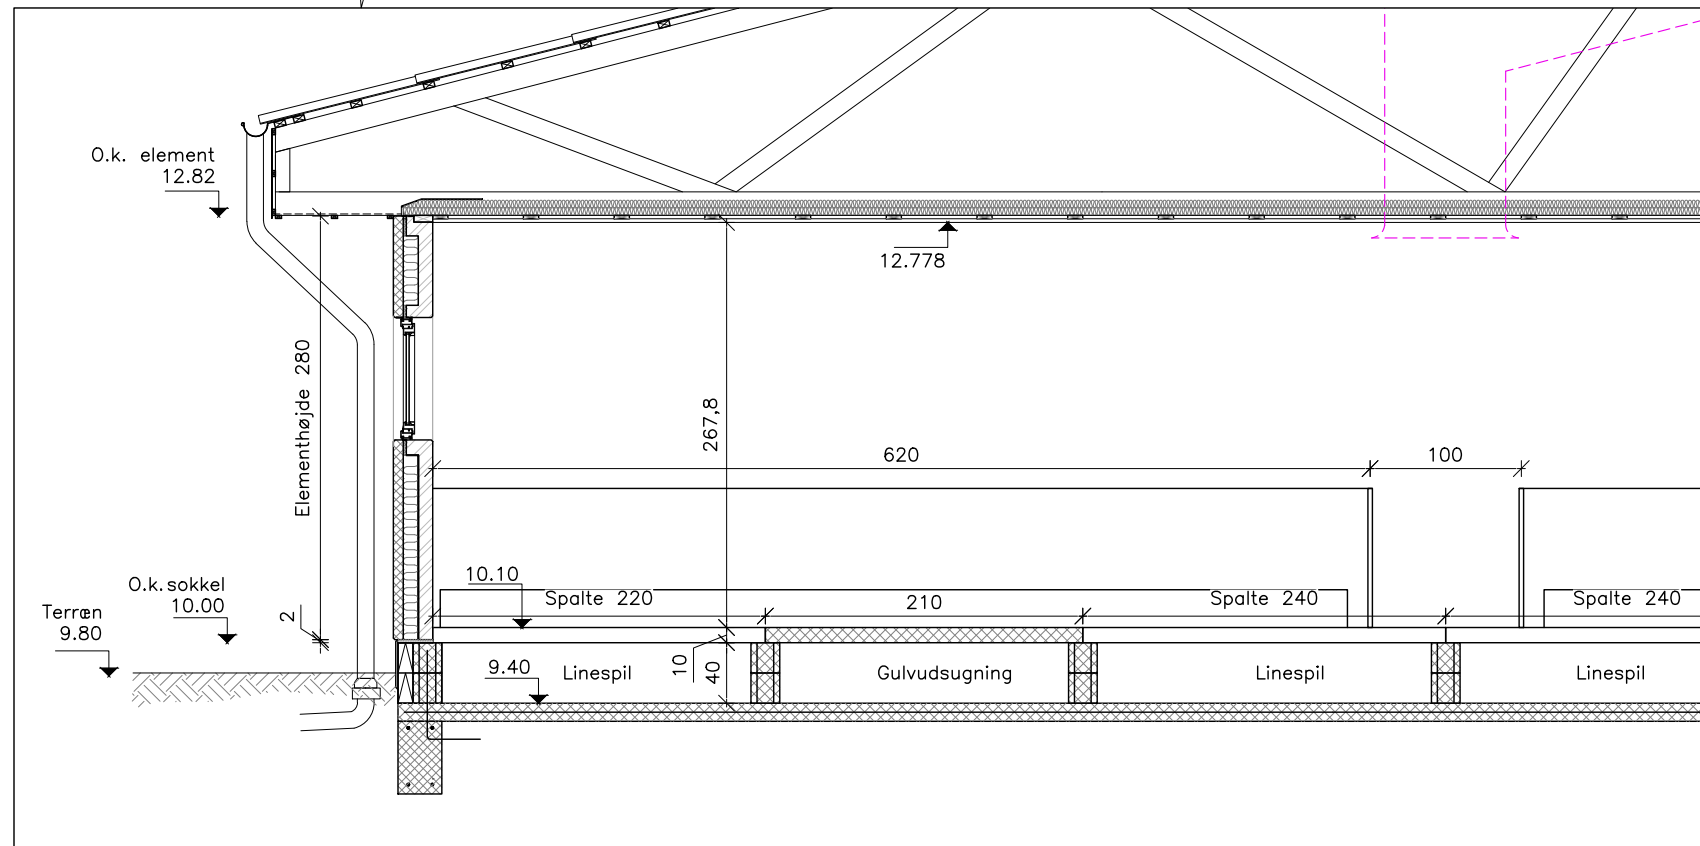 O.k. element
12.82
12.778
Elementhøjde 280
267,8
620
100
O.k.sokkel
10.00
2
Terræn
9.80
10.10
Spalte 220
210
Spalte 240
Spalte 240
10
40
9.40
Linespil
Gulvudsugning
Linespil
Linespil